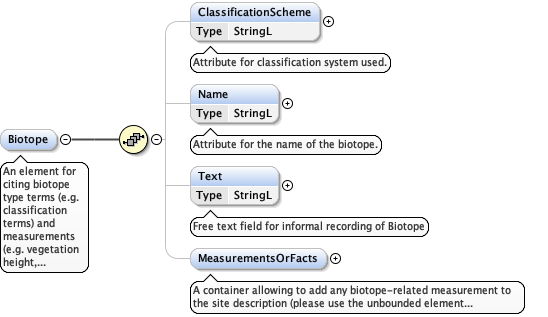 ClassificationScheme
Type StringL
Attribute for classification system used.
Name
Type StringL
Attribute for the name of the biotope.
Biotope
An element for
citing biotope
type terms (e.g.
classification
terms) and
measurements
(e.g. vegetation
height,...
Text
Type StringL
Free text field for informal recording of Biotope
MeasurementsOrFacts
A container allowing to add any biotope-related measurement to
the site description (please use the unbounded element...